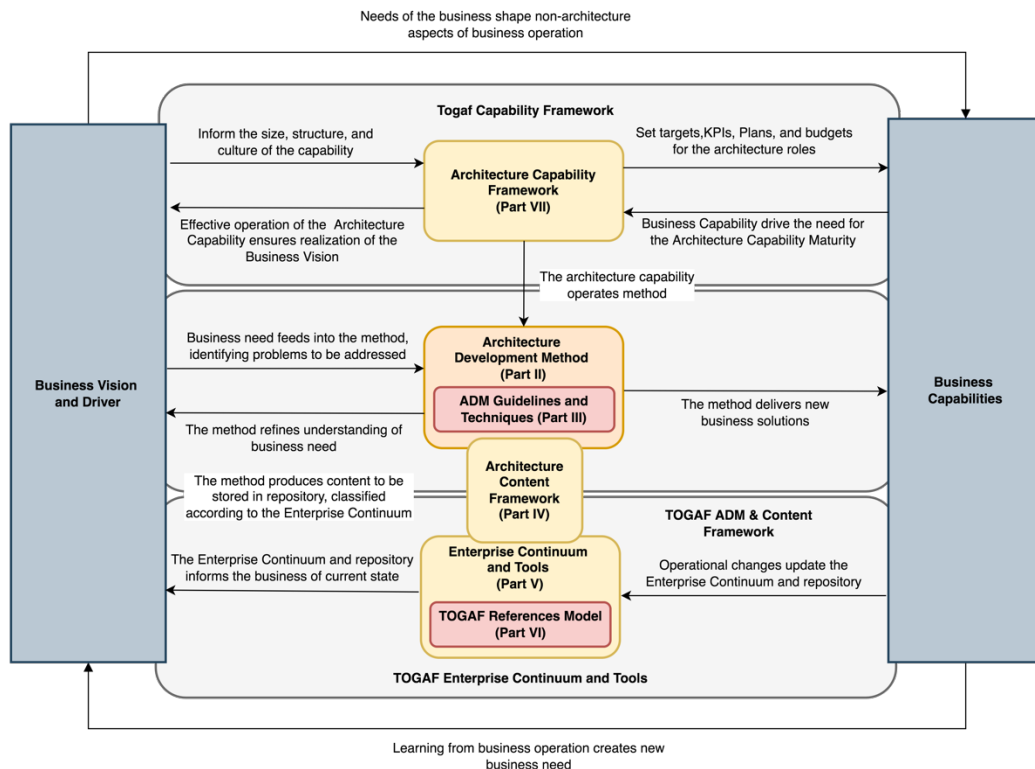 Needs of the business shape non-architecture
aspects of business operation
Togaf Capability Framework
Inform the size, structure, and
culture of the capability
Set targets,KPIs, Plans, and budgets
for the architecture roles
Architecture Capability
Framework
(Part VII)
Effective operation of the Architecture
Capability ensures realization of the
Business Vision
Business Capability drive the need for
the Architecture Capability Maturity
The architecture capability
operates method
Business need feeds into the method,
identifying problems to be addressed
Architecture
Development Method
(Part II)
Business Vision
and Driver
Business
Capabilities
ADM Guidelines and
Techniques (Part III)
The method delivers new
business solutions
The method refines understanding of
business need
Architecture
Content
Framework
(Part IV)
The method produces content to be
stored in repository, classified
according to the Enterprise Continuum
TOGAF ADM & Content
Framework
The Enterprise Continuum and repository
informs the business of current state
Enterprise Continuum
and Tools
(Part V)
Operational changes update the
Enterprise Continuum and repository
TOGAF References Model
(Part VI)
TOGAF Enterprise Continuum and Tools
Learning from business operation creates new
business need